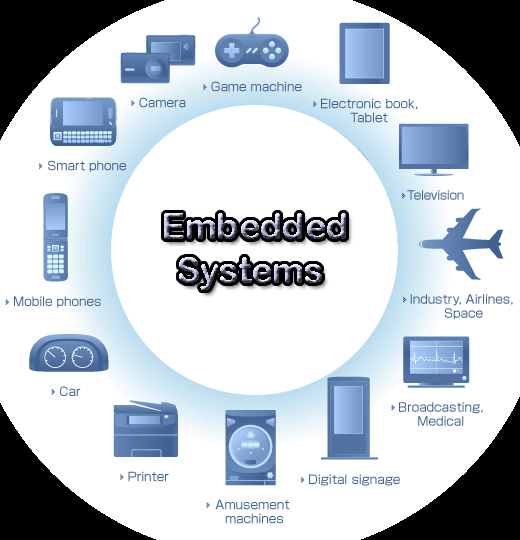 Game machine
Camera
Electronic book,
Tablet
Smart phone
Television
Embedded
Systems
Mobile phones
Industry, Airlines,
Space
Car
Broadcasting,
Medical
Printer
Digital signage
Amusement
machines